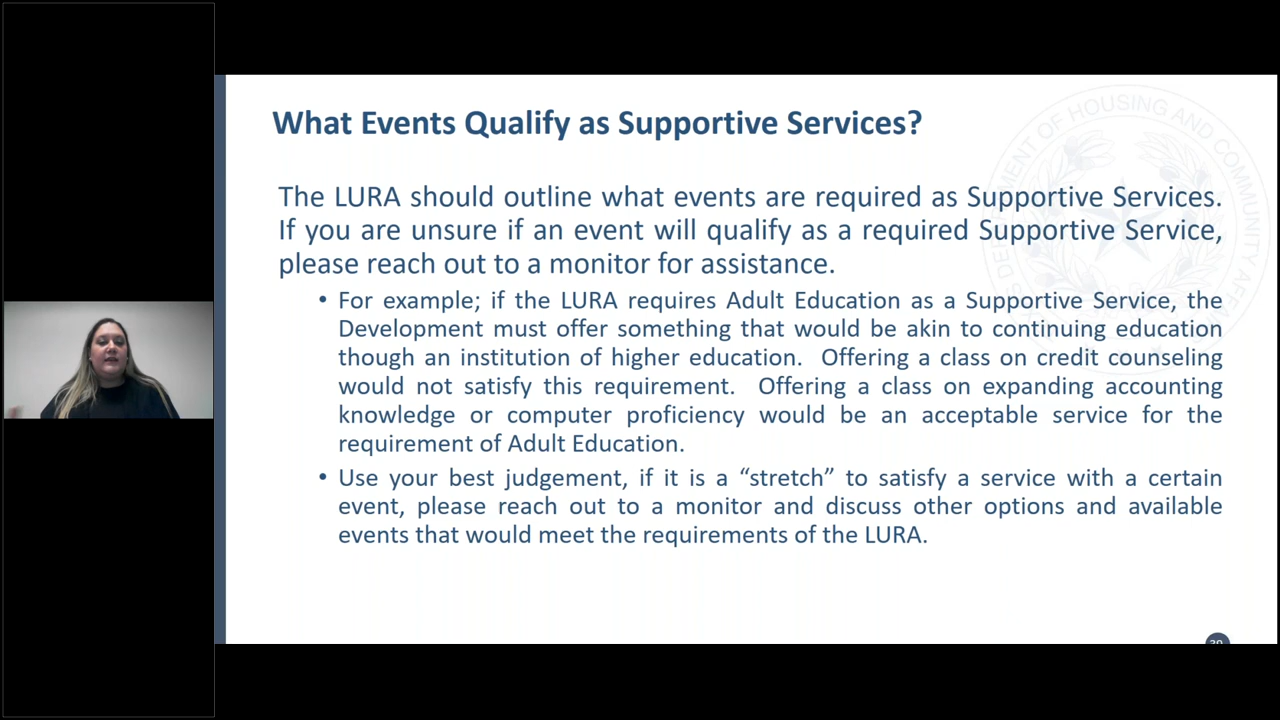 What Events Qualify as Supportive Services?
The LURA should outline what events are required as Supportive Services.
If you are unsure if an event will qualify as a required Supportive Service,
please reach out to a monitor for assistance.
• For example; if the LURA requires Adult Education as a Supportive Service, the
Development must offer something that would be akin to continuing education
though an institution of higher education. Offering a class on credit counseling
would not satisfy this requirement. Offering a class on expanding accounting
knowledge or computer proficiency would be an acceptable service for the
requirement of Adult Education.
• Use your best judgement, if it is a “stretch” to satisfy a service with a certain
event, please reach out to a monitor and discuss other options and available
events that would meet the requirements of the LURA.
DEPARTMENT OF HOUSING AND COMMUNITY AFFAIRS